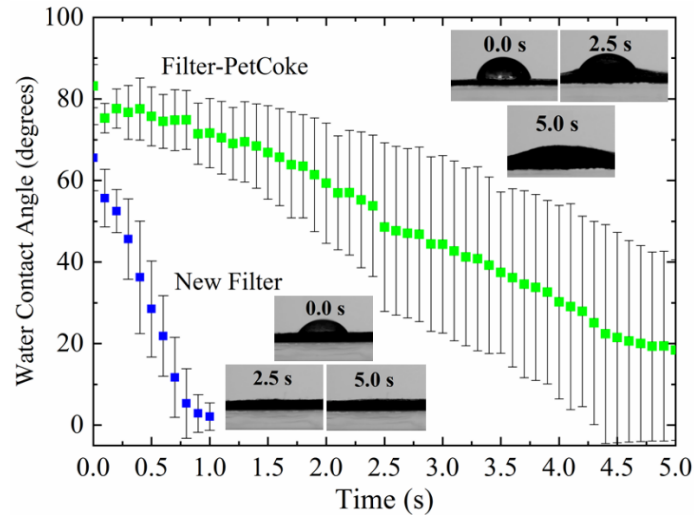 Water Contact Angle (degrees)
100
80
60
40
20
0
Filter-PetCoke
0.0 s
2.5 s
5.0 s
New Filter
0.0 s
2.5 s
5.0 s
0.0
0.5
1.0
1.5
2.0
2.5
3.0
3.5
4.0
4.5
5.0
Time (s)